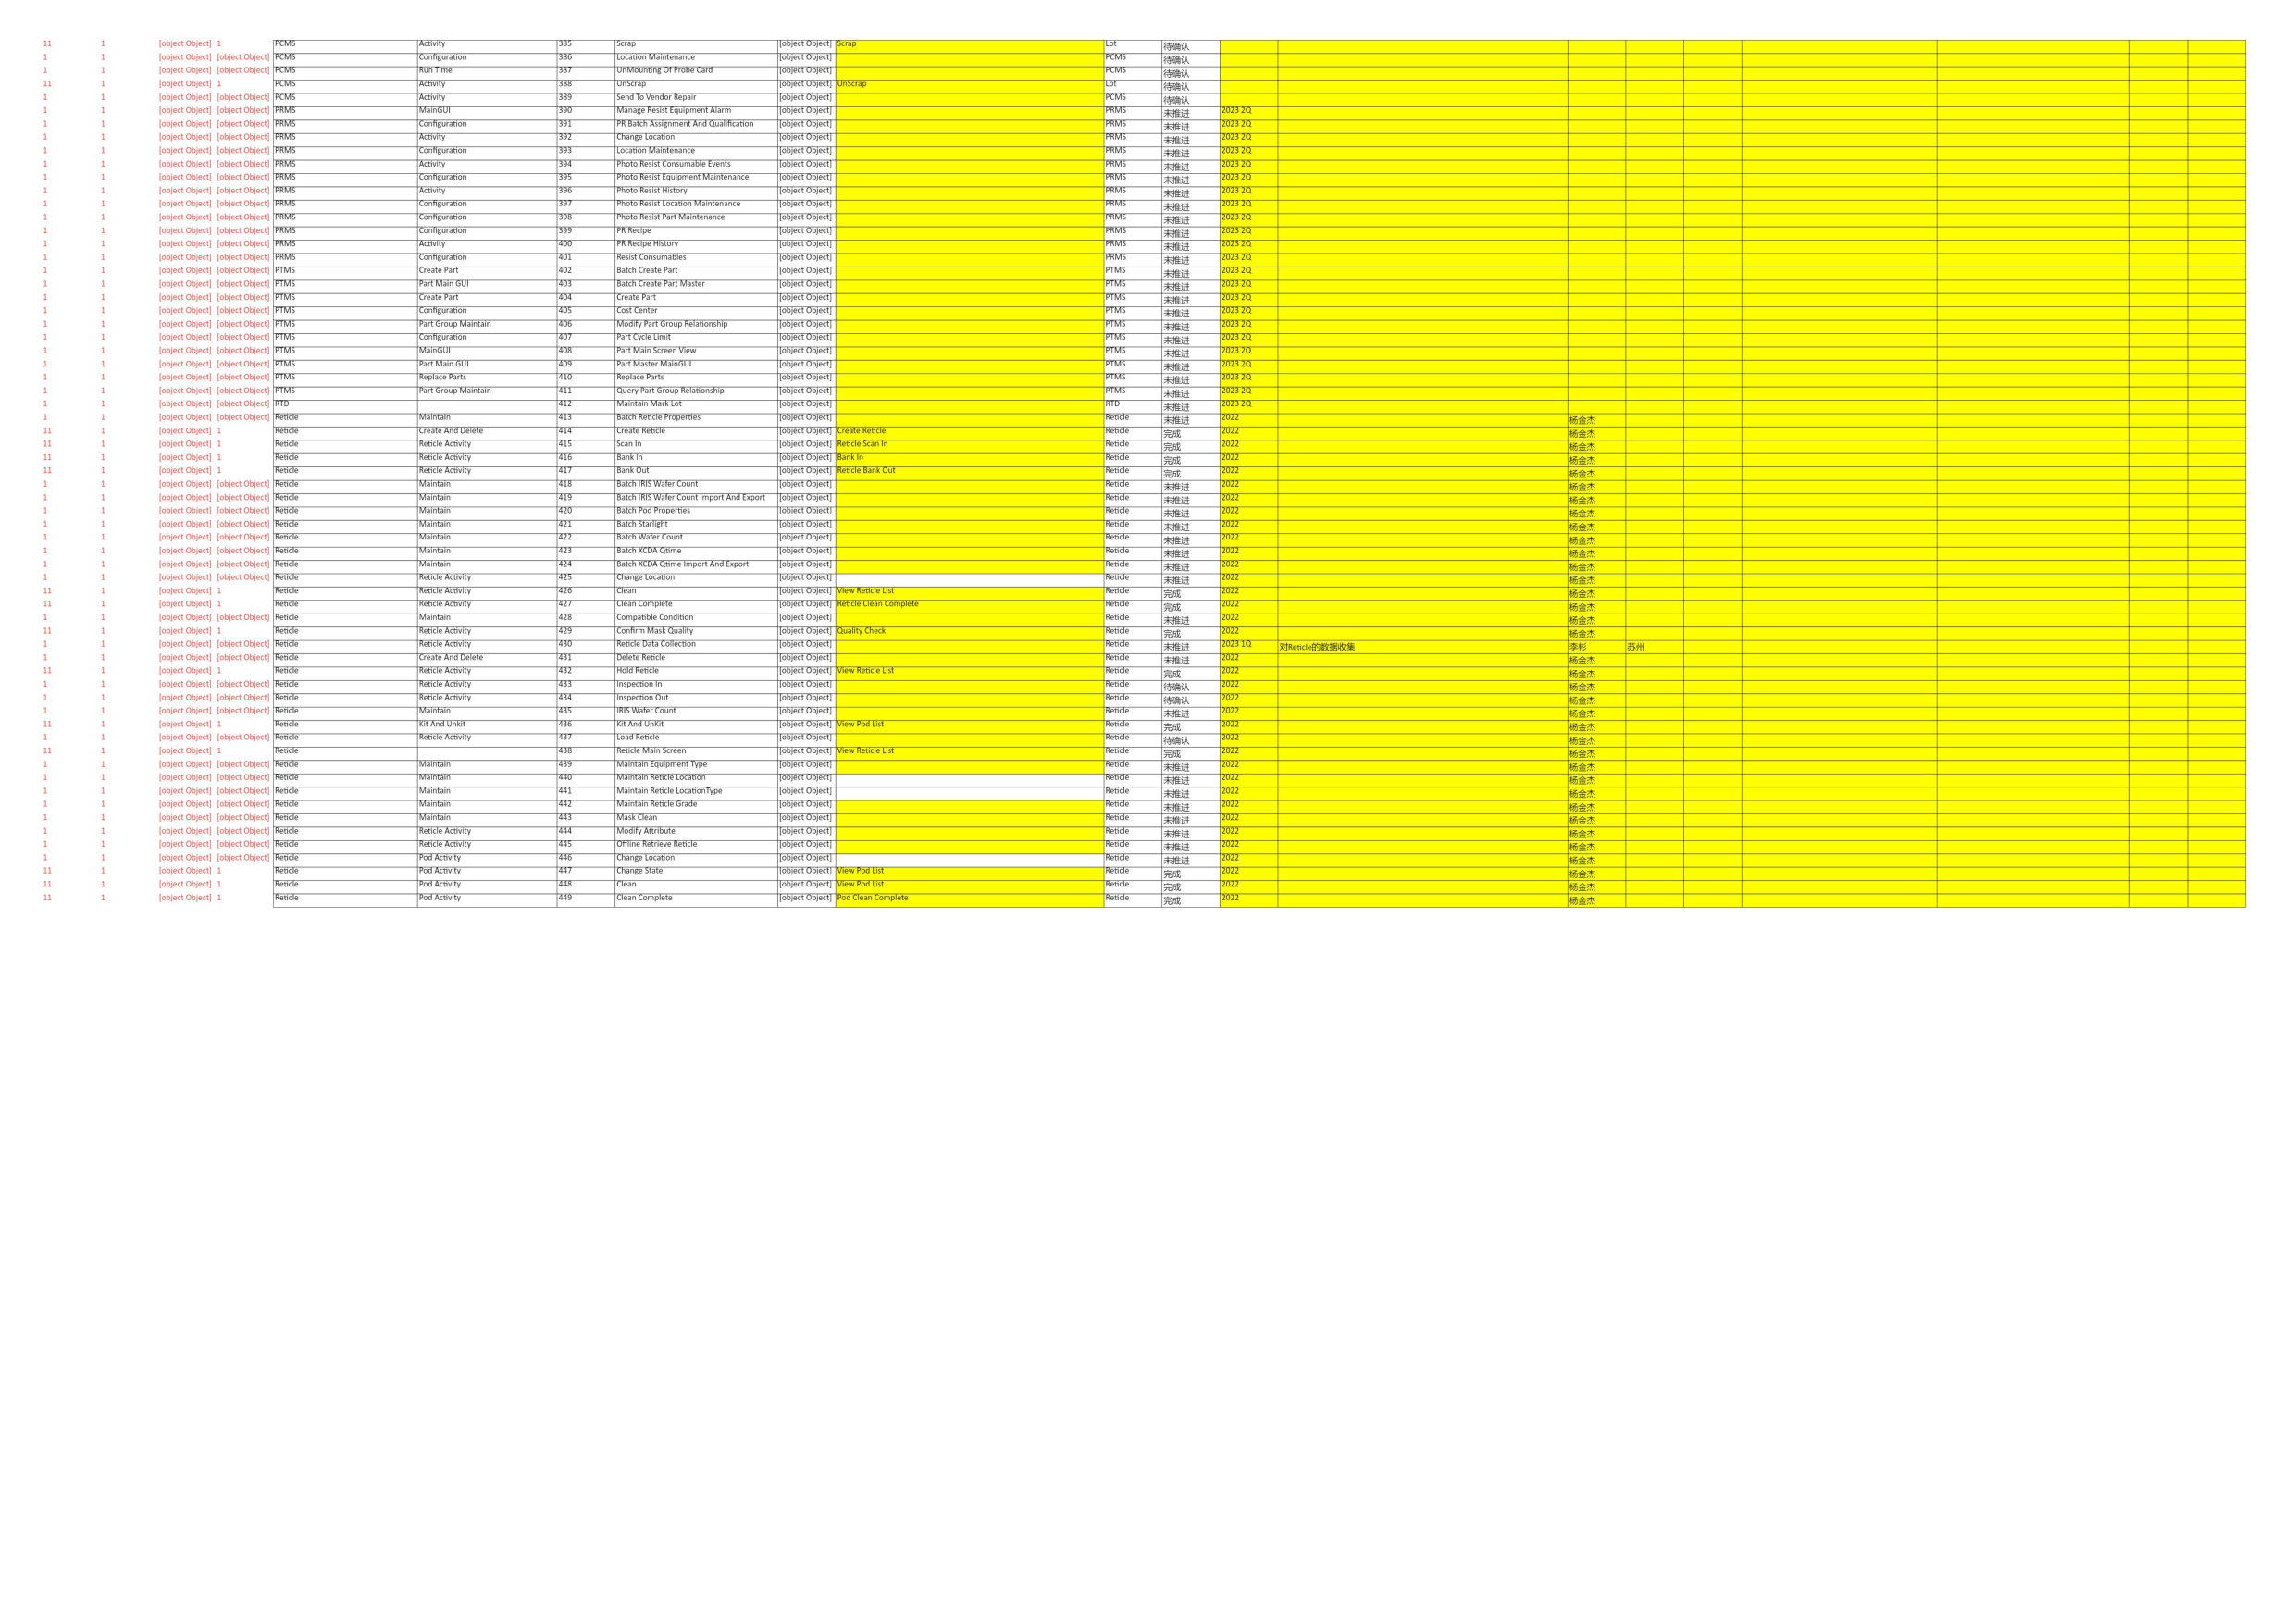 11 1 [object Object] 1 PCMS Activity 385 Scrap [object Object] Scrap Lot 待确认
1 1 [object Object] [object Object] PCMS Configuration 386 Location Maintenance [object Object] PCMS 待确认
1 1 [object Object] [object Object] PCMS Run Time 387 UnMounting Of Probe Card [object Object] PCMS 待确认
11 1 [object Object] 1 PCMS Activity 388 UnScrap [object Object] UnScrap Lot 待确认
1 1 [object Object] [object Object] PCMS Activity 389 Send To Vendor Repair [object Object] PCMS 待确认
1 1 [object Object] [object Object] PRMS MainGUI 390 Manage Resist Equipment Alarm [object Object] PRMS 未推进 2023 2Q
1 1 [object Object] [object Object] PRMS Configuration 391 PR Batch Assignment And Qualification [object Object] PRMS 未推进 2023 2Q
1 1 [object Object] [object Object] PRMS Activity 392 Change Location [object Object] PRMS 未推进 2023 2Q
1 1 [object Object] [object Object] PRMS Configuration 393 Location Maintenance [object Object] PRMS 未推进 2023 2Q
1 1 [object Object] [object Object] PRMS Activity 394 Photo Resist Consumable Events [object Object] PRMS 未推进 2023 2Q
1 1 [object Object] [object Object] PRMS Configuration 395 Photo Resist Equipment Maintenance [object Object] PRMS 未推进 2023 2Q
1 1 [object Object] [object Object] PRMS Activity 396 Photo Resist History [object Object] PRMS 未推进 2023 2Q
1 1 [object Object] [object Object] PRMS Configuration 397 Photo Resist Location Maintenance [object Object] PRMS 未推进 2023 2Q
1 1 [object Object] [object Object] PRMS Configuration 398 Photo Resist Part Maintenance [object Object] PRMS 未推进 2023 2Q
1 1 [object Object] [object Object] PRMS Configuration 399 PR Recipe [object Object] PRMS 未推进 2023 2Q
1 1 [object Object] [object Object] PRMS Activity 400 PR Recipe History [object Object] PRMS 未推进 2023 2Q
1 1 [object Object] [object Object] PRMS Configuration 401 Resist Consumables [object Object] PRMS 未推进 2023 2Q
1 1 [object Object] [object Object] PTMS Create Part 402 Batch Create Part [object Object] PTMS 未推进 2023 2Q
1 1 [object Object] [object Object] PTMS Part Main GUI 403 Batch Create Part Master [object Object] PTMS 未推进 2023 2Q
1 1 [object Object] [object Object] PTMS Create Part 404 Create Part [object Object] PTMS 未推进 2023 2Q
1 1 [object Object] [object Object] PTMS Configuration 405 Cost Center [object Object] PTMS 未推进 2023 2Q
1 1 [object Object] [object Object] PTMS Part Group Maintain 406 Modify Part Group Relationship [object Object] PTMS 未推进 2023 2Q
1 1 [object Object] [object Object] PTMS Configuration 407 Part Cycle Limit [object Object] PTMS 未推进 2023 2Q
1 1 [object Object] [object Object] PTMS MainGUI 408 Part Main Screen View [object Object] PTMS 未推进 2023 2Q
1 1 [object Object] [object Object] PTMS Part Main GUI 409 Part Master MainGUI [object Object] PTMS 未推进 2023 2Q
1 1 [object Object] [object Object] PTMS Replace Parts 410 Replace Parts [object Object] PTMS 未推进 2023 2Q
1 1 [object Object] [object Object] PTMS Part Group Maintain 411 Query Part Group Relationship [object Object] PTMS 未推进 2023 2Q
1 1 [object Object] [object Object] RTD 412 Maintain Mark Lot [object Object] RTD 未推进 2023 2Q
1 1 [object Object] [object Object] Reticle Maintain 413 Batch Reticle Properties [object Object] Reticle 未推进 2022 杨金杰
11 1 [object Object] 1 Reticle Create And Delete 414 Create Reticle [object Object] Create Reticle Reticle 完成 2022 杨金杰
11 1 [object Object] 1 Reticle Reticle Activity 415 Scan In [object Object] Reticle Scan In Reticle 完成 2022 杨金杰
11 1 [object Object] 1 Reticle Reticle Activity 416 Bank In [object Object] Bank In Reticle 完成 2022 杨金杰
11 1 [object Object] 1 Reticle Reticle Activity 417 Bank Out [object Object] Reticle Bank Out Reticle 完成 2022 杨金杰
1 1 [object Object] [object Object] Reticle Maintain 418 Batch IRIS Wafer Count [object Object] Reticle 未推进 2022 杨金杰
1 1 [object Object] [object Object] Reticle Maintain 419 Batch IRIS Wafer Count Import And Export [object Object] Reticle 未推进 2022 杨金杰
1 1 [object Object] [object Object] Reticle Maintain 420 Batch Pod Properties [object Object] Reticle 未推进 2022 杨金杰
1 1 [object Object] [object Object] Reticle Maintain 421 Batch Starlight [object Object] Reticle 未推进 2022 杨金杰
1 1 [object Object] [object Object] Reticle Maintain 422 Batch Wafer Count [object Object] Reticle 未推进 2022 杨金杰
1 1 [object Object] [object Object] Reticle Maintain 423 Batch XCDA Qtime [object Object] Reticle 未推进 2022 杨金杰
1 1 [object Object] [object Object] Reticle Maintain 424 Batch XCDA Qtime Import And Export [object Object] Reticle 未推进 2022 杨金杰
1 1 [object Object] [object Object] Reticle Reticle Activity 425 Change Location [object Object] Reticle 未推进 2022 杨金杰
11 1 [object Object] 1 Reticle Reticle Activity 426 Clean [object Object] View Reticle List Reticle 完成 2022 杨金杰
11 1 [object Object] 1 Reticle Reticle Activity 427 Clean Complete [object Object] Reticle Clean Complete Reticle 完成 2022 杨金杰
1 1 [object Object] [object Object] Reticle Maintain 428 Compatible Condition [object Object] Reticle 未推进 2022 杨金杰
11 1 [object Object] 1 Reticle Reticle Activity 429 Confirm Mask Quality [object Object] Quality Check Reticle 完成 2022 杨金杰
1 1 [object Object] [object Object] Reticle Reticle Activity 430 Reticle Data Collection [object Object] Reticle 未推进 2023 1Q 对Reticle的数据收集 李彬 苏州
1 1 [object Object] [object Object] Reticle Create And Delete 431 Delete Reticle [object Object] Reticle 未推进 2022 杨金杰
11 1 [object Object] 1 Reticle Reticle Activity 432 Hold Reticle [object Object] View Reticle List Reticle 完成 2022 杨金杰
1 1 [object Object] [object Object] Reticle Reticle Activity 433 Inspection In [object Object] Reticle 待确认 2022 杨金杰
1 1 [object Object] [object Object] Reticle Reticle Activity 434 Inspection Out [object Object] Reticle 待确认 2022 杨金杰
1 1 [object Object] [object Object] Reticle Maintain 435 IRIS Wafer Count [object Object] Reticle 未推进 2022 杨金杰
11 1 [object Object] 1 Reticle Kit And Unkit 436 Kit And UnKit [object Object] View Pod List Reticle 完成 2022 杨金杰
1 1 [object Object] [object Object] Reticle Reticle Activity 437 Load Reticle [object Object] Reticle 待确认 2022 杨金杰
11 1 [object Object] 1 Reticle 438 Reticle Main Screen [object Object] View Reticle List Reticle 完成 2022 杨金杰
1 1 [object Object] [object Object] Reticle Maintain 439 Maintain Equipment Type [object Object] Reticle 未推进 2022 杨金杰
1 1 [object Object] [object Object] Reticle Maintain 440 Maintain Reticle Location [object Object] Reticle 未推进 2022 杨金杰
1 1 [object Object] [object Object] Reticle Maintain 441 Maintain Reticle LocationType [object Object] Reticle 未推进 2022 杨金杰
1 1 [object Object] [object Object] Reticle Maintain 442 Maintain Reticle Grade [object Object] Reticle 未推进 2022 杨金杰
1 1 [object Object] [object Object] Reticle Maintain 443 Mask Clean [object Object] Reticle 未推进 2022 杨金杰
1 1 [object Object] [object Object] Reticle Reticle Activity 444 Modify Attribute [object Object] Reticle 未推进 2022 杨金杰
1 1 [object Object] [object Object] Reticle Reticle Activity 445 Offline Retrieve Reticle [object Object] Reticle 未推进 2022 杨金杰
1 1 [object Object] [object Object] Reticle Pod Activity 446 Change Location [object Object] Reticle 未推进 2022 杨金杰
11 1 [object Object] 1 Reticle Pod Activity 447 Change State [object Object] View Pod List Reticle 完成 2022 杨金杰
11 1 [object Object] 1 Reticle Pod Activity 448 Clean [object Object] View Pod List Reticle 完成 2022 杨金杰
11 1 [object Object] 1 Reticle Pod Activity 449 Clean Complete [object Object] Pod Clean Complete Reticle 完成 2022 杨金杰